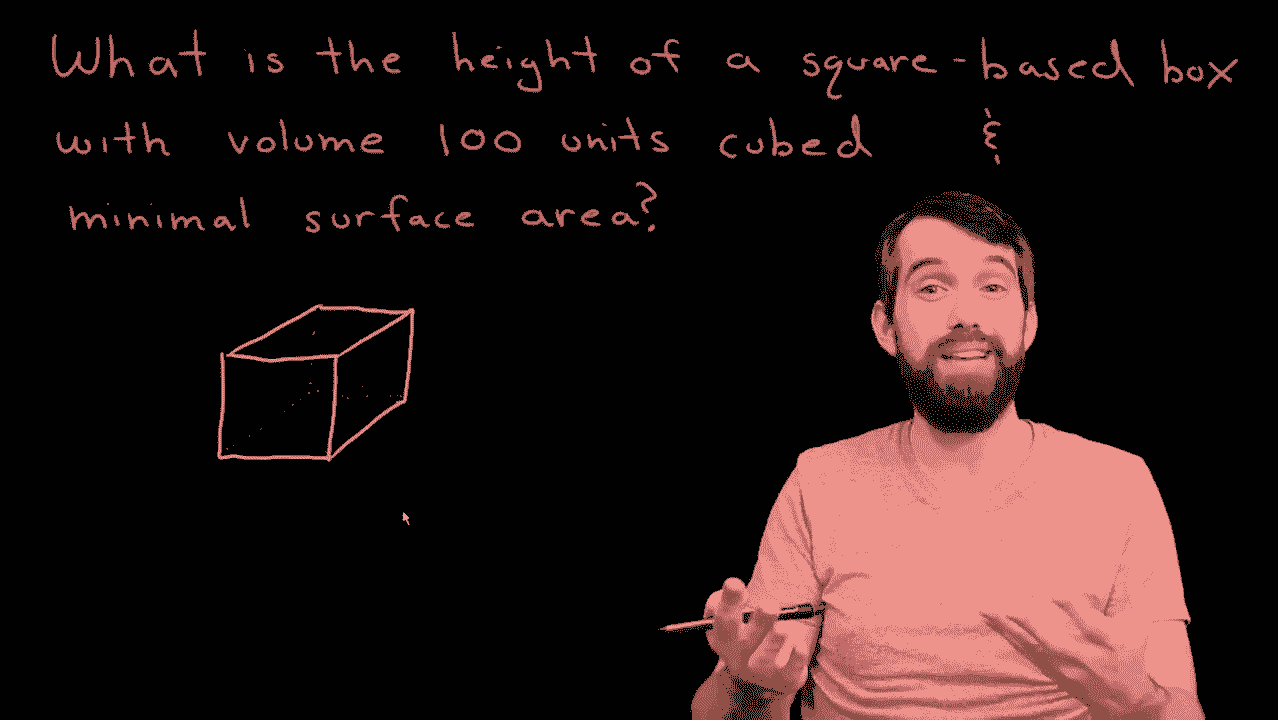 What is the height of a square-based box
with volume 100 units cubed &
minimal surface area?